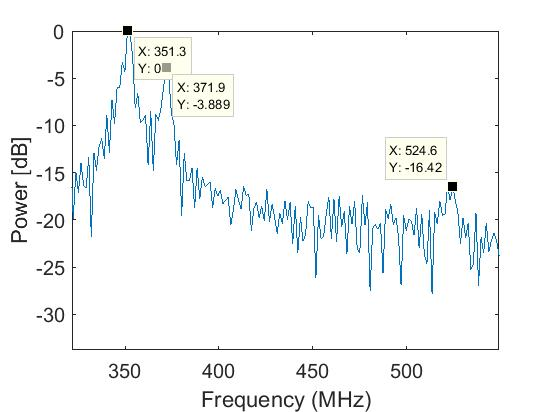 0
-5
-10
-15
-20
-25
-30
Power [dB]
X: 351.3
Y: 0
X: 371.9
Y: -3.889
X: 524.6
Y: -16.42
350
400
450
500
Frequency (MHz)